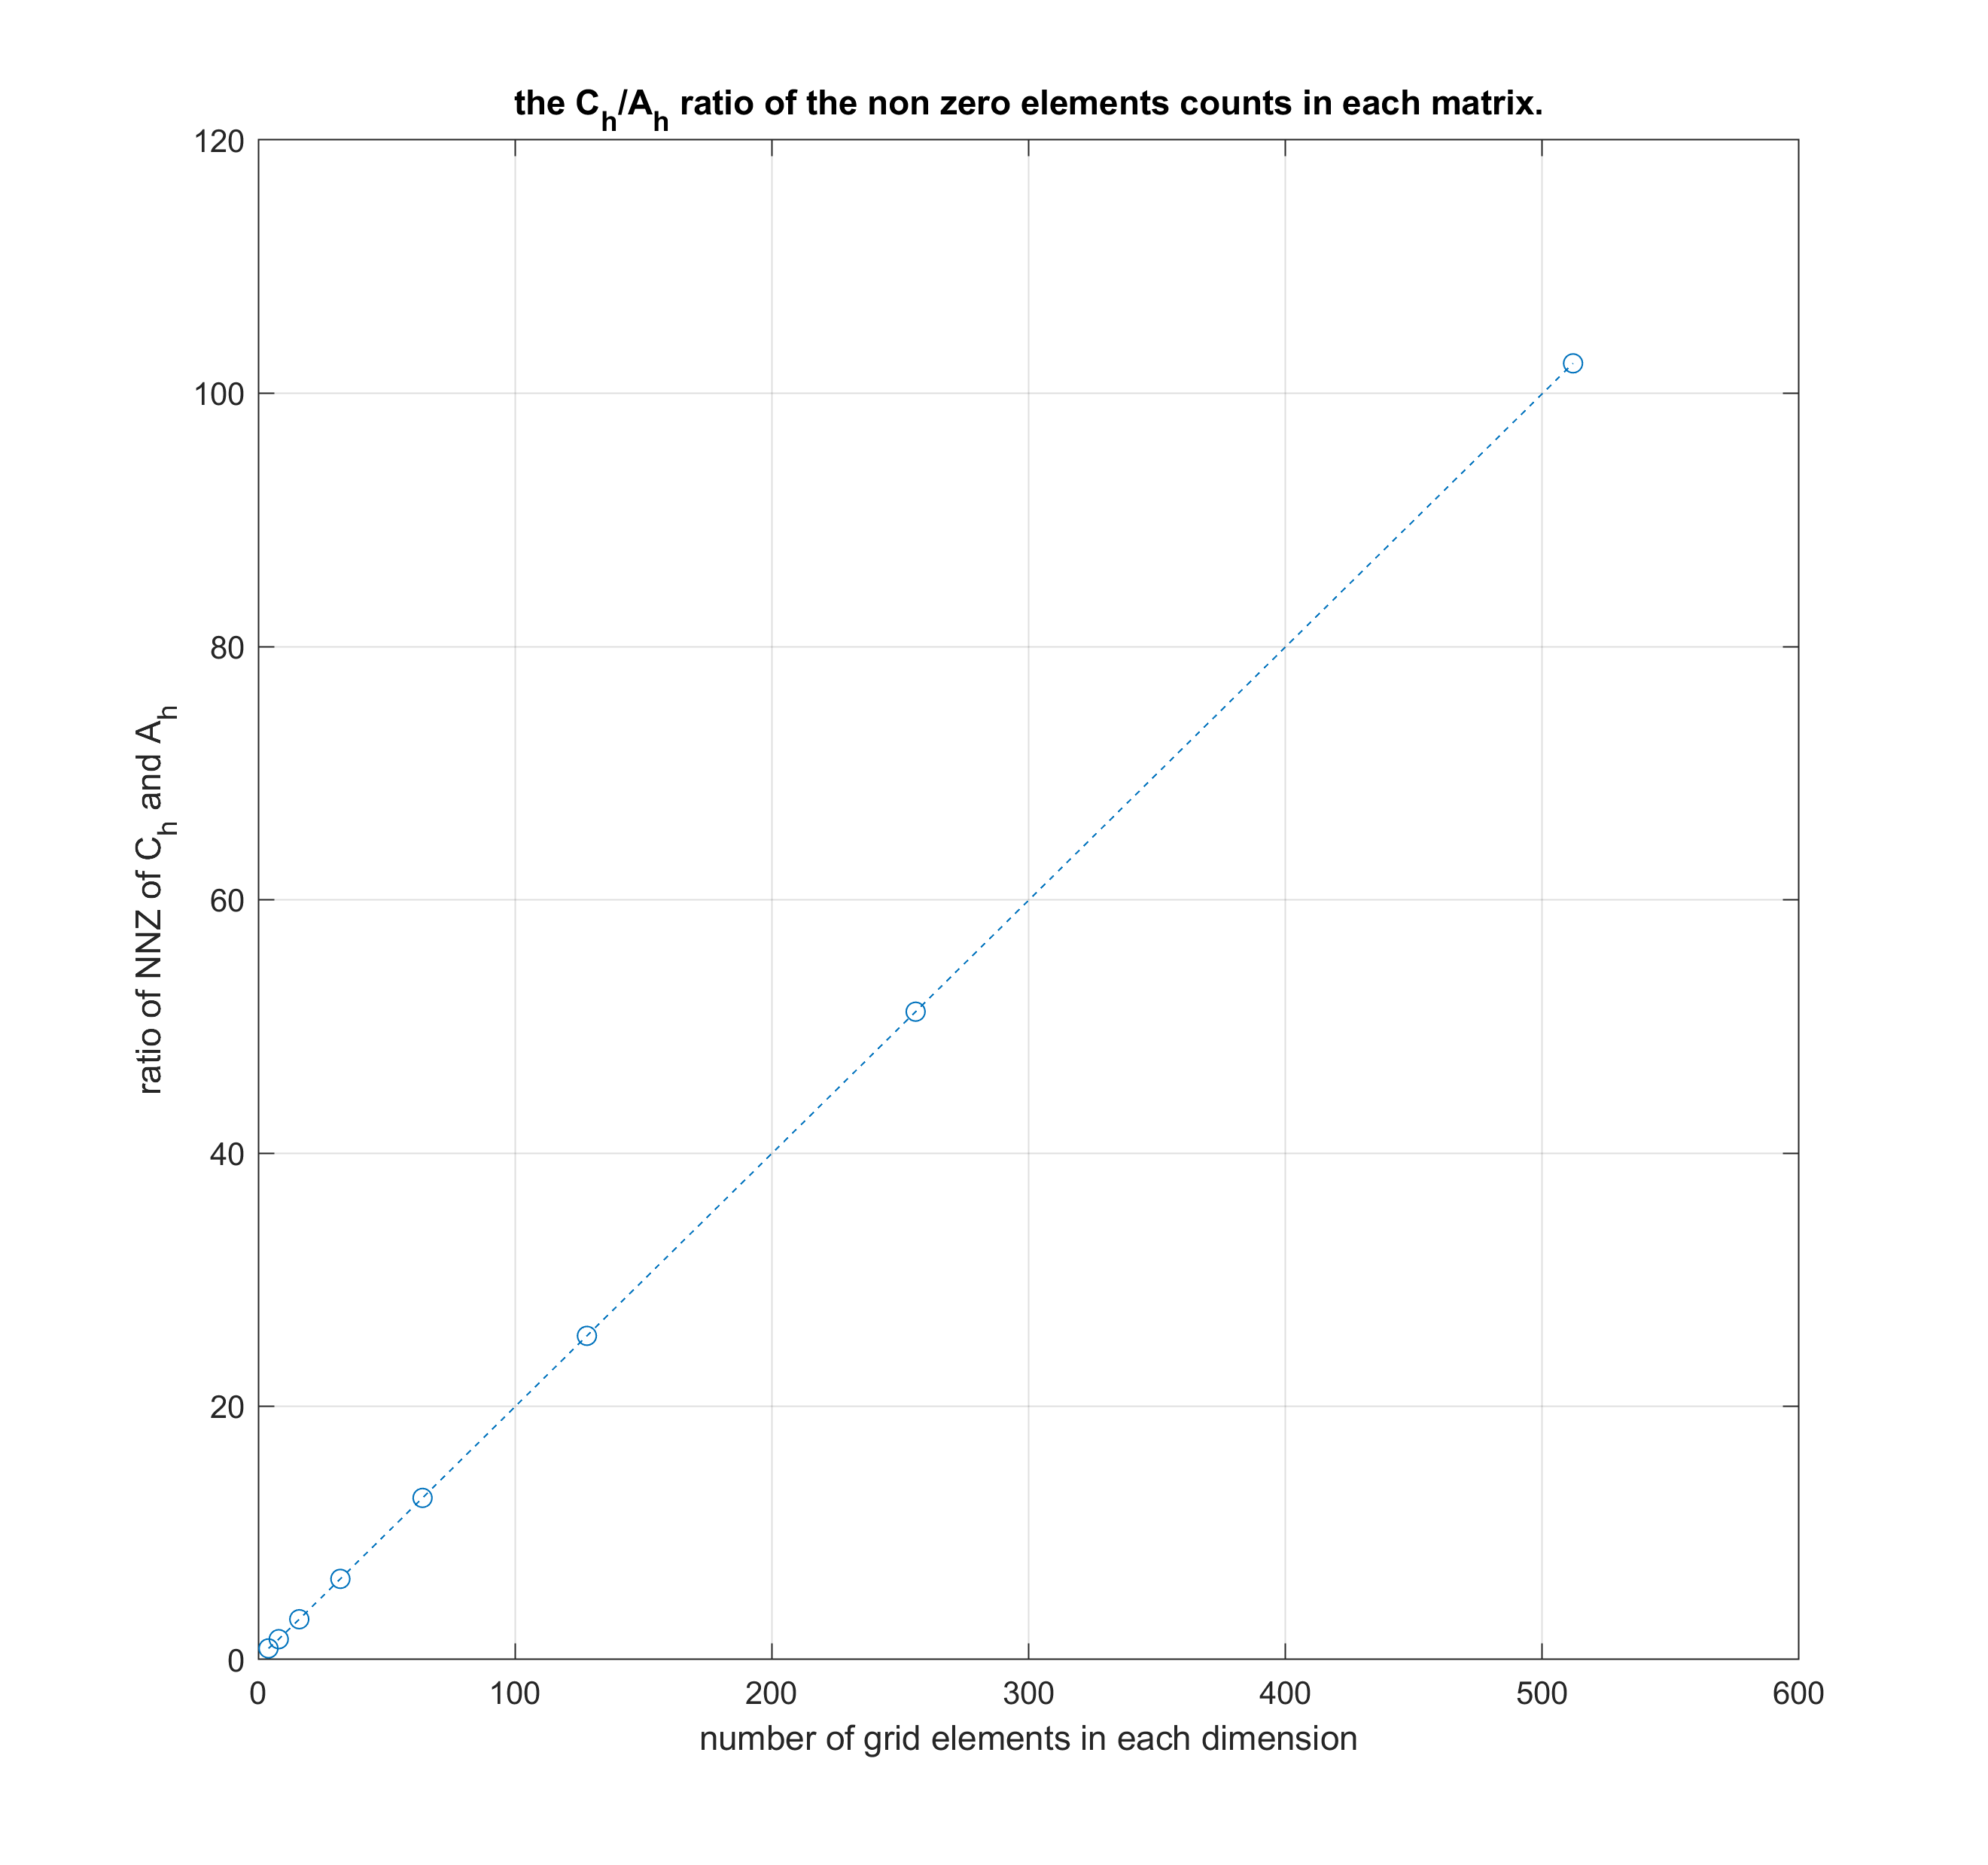 the C_h/A_h ratio of the non zero elements counts in each matrix.
120
100
80
60
40
20
0
ratio of NNZ of C_h and A_h
0 100 200 300 400 500 600
number of grid elements in each dimension